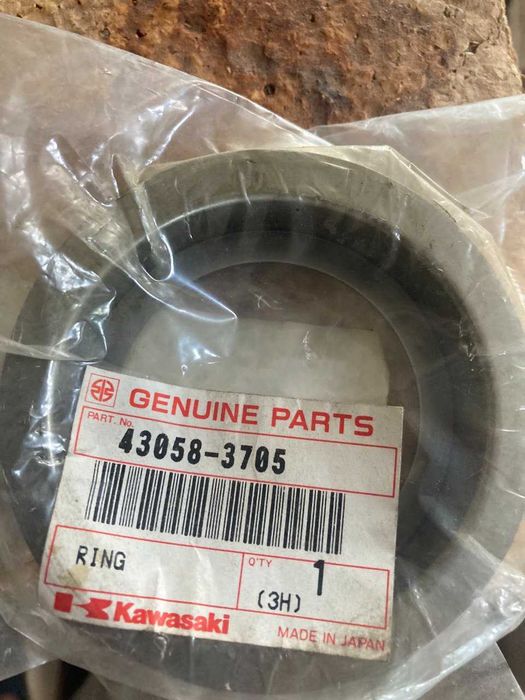 GENUINE PARTS
PART. No.
43058-3705
RING
Q'TY
1
(3H)
Kawasaki
MADE IN JAPAN